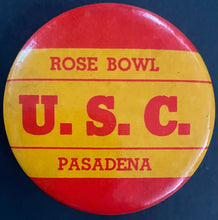 ROSE BOWL
U. S. C.
PASADENA